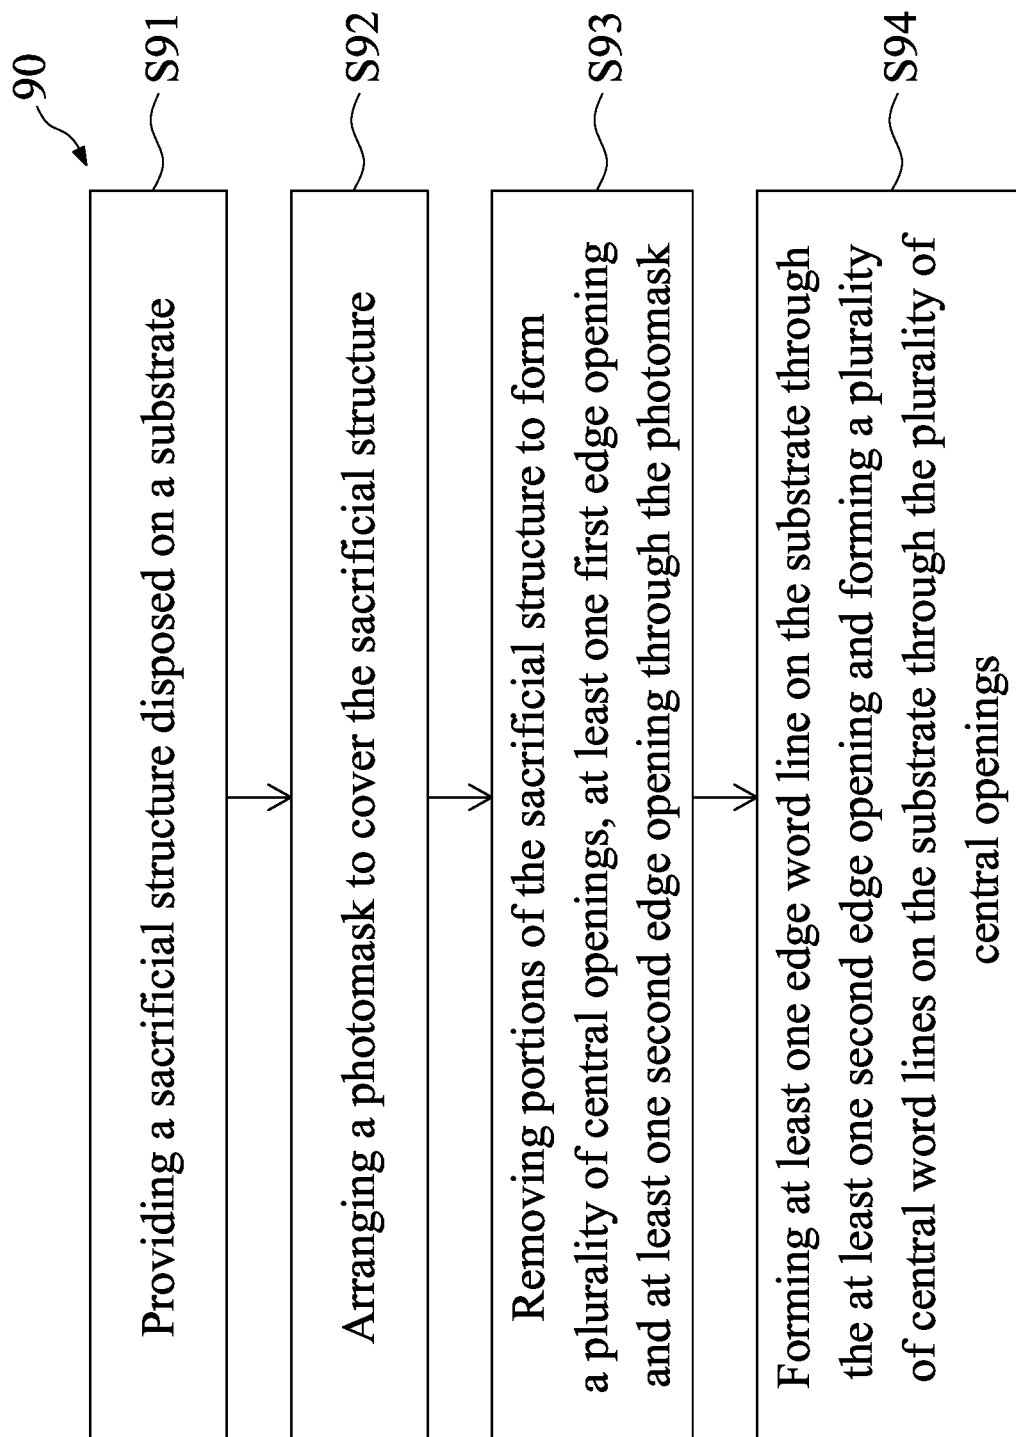 90
Providing a sacrificial structure disposed on a substrate
S91
Arranging a photomask to cover the sacrificial structure
S92
Removing portions of the sacrificial structure to form
a plurality of central openings, at least one first edge opening
and at least one second edge opening through the photomask
S93
Forming at least one edge word line on the substrate through
the at least one second edge opening and forming a plurality
of central word lines on the substrate through the plurality of
central openings
S94